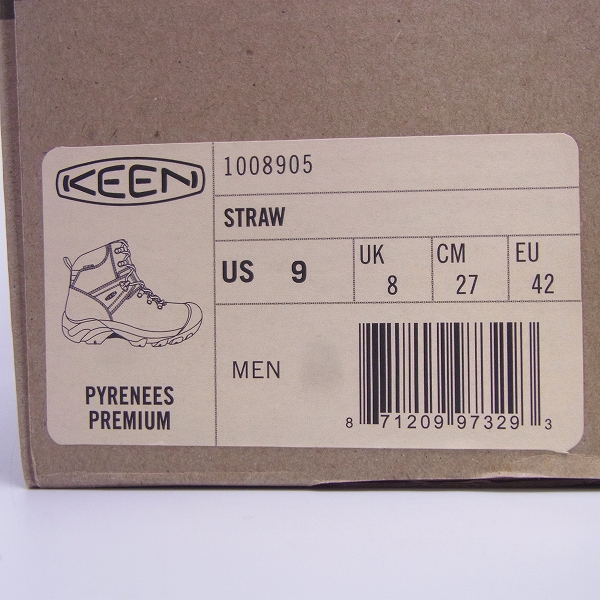 KEEN
1008905
STRAW
US 9
UK 8
CM 27
EU 42
PYRENEES
PREMIUM
MEN
8 71209 97329 3